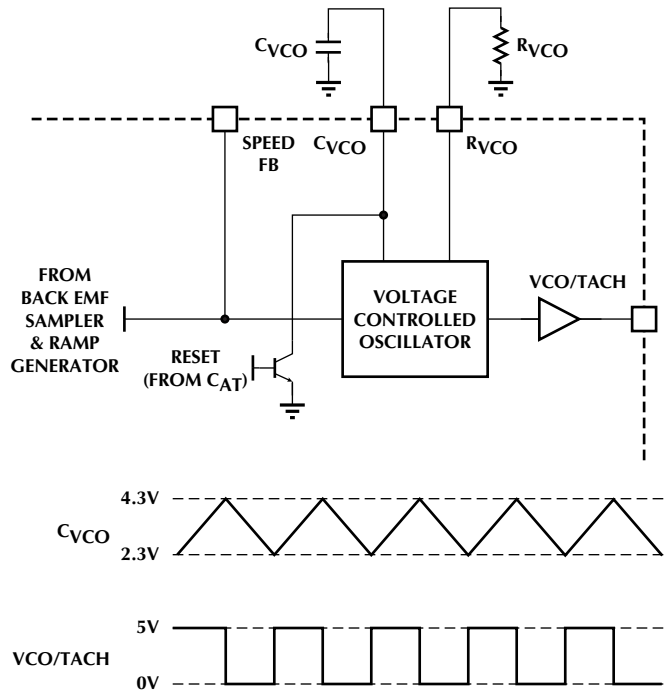 CVCO
RVCO
SPEED
FB
CVCO
RVCO
FROM
BACK EMF
SAMPLER
& RAMP
GENERATOR
RESET
(FROM CAT)
VOLTAGE
CONTROLLED
OSCILLATOR
VCO/TACH
4.3V
CVCO
2.3V
5V
VCO/TACH
0V